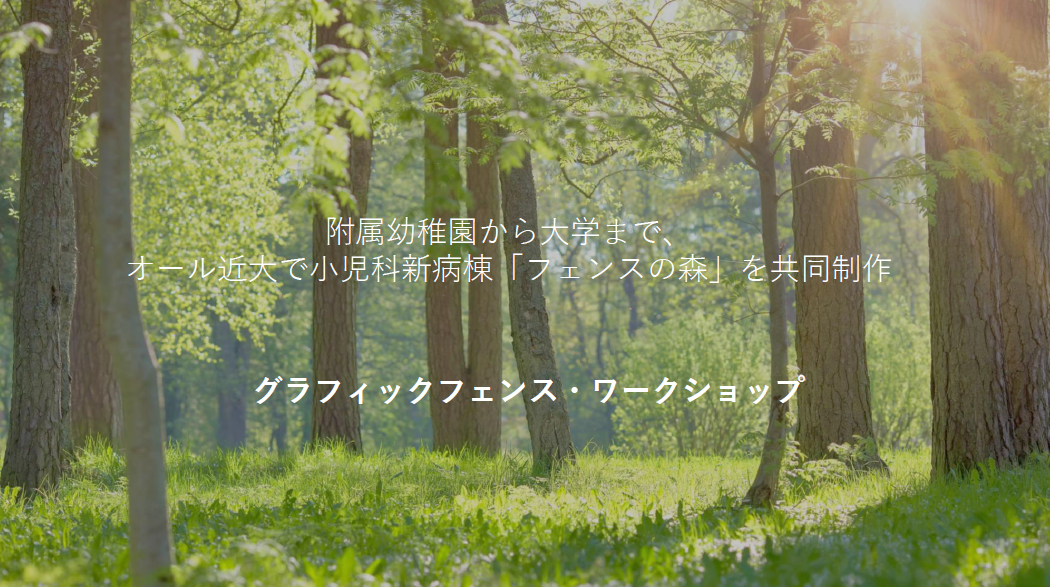 附属幼稚園から大学まで、
オール近大で小児科新病棟「フェンスの森」を共同制作
グラフィックフェンス・ワークショップ